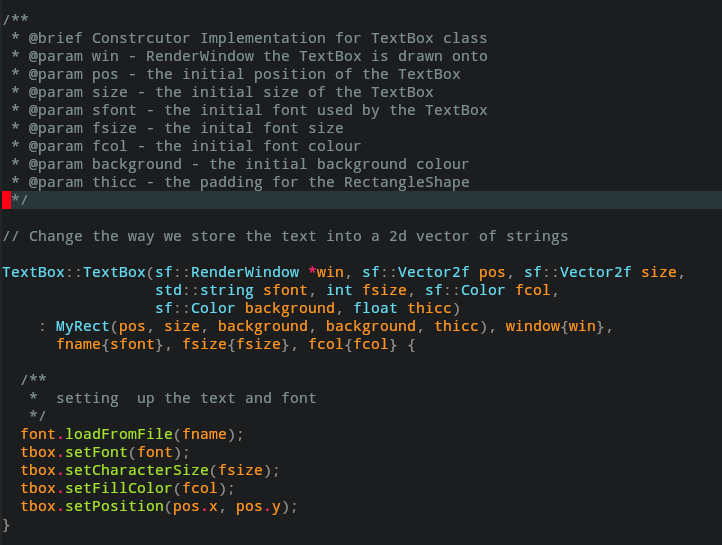 /**
 * @brief Constrcutor Implementation for TextBox class
 * @param win - RenderWindow the TextBox is drawn onto
 * @param pos - the initial position of the TextBox
 * @param size - the inital size of the TextBox
 * @param sfont - the initial font used by the TextBox
 * @param fsize - the inital font size
 * @param fcol - the initial font colour
 * @param background - the initial background colour
 * @param thicc - the padding for the RectangleShape
 */

// Change the way we store the text into a 2d vector of strings

TextBox::TextBox(sf::RenderWindow *win, sf::Vector2f pos, sf::Vector2f size,
                 std::string sfont, int fsize, sf::Color fcol,
                 sf::Color background, float thicc)
    : MyRect(pos, size, background, background, thicc), window{win},
      fname{sfont}, fsize{fsize}, fcol{fcol} {

  /**
   *  setting  up the text and font
   */
  font.loadFromFile(fname);
  tbox.setFont(font);
  tbox.setCharacterSize(fsize);
  tbox.setFillColor(fcol);
  tbox.setPosition(pos.x, pos.y);
}